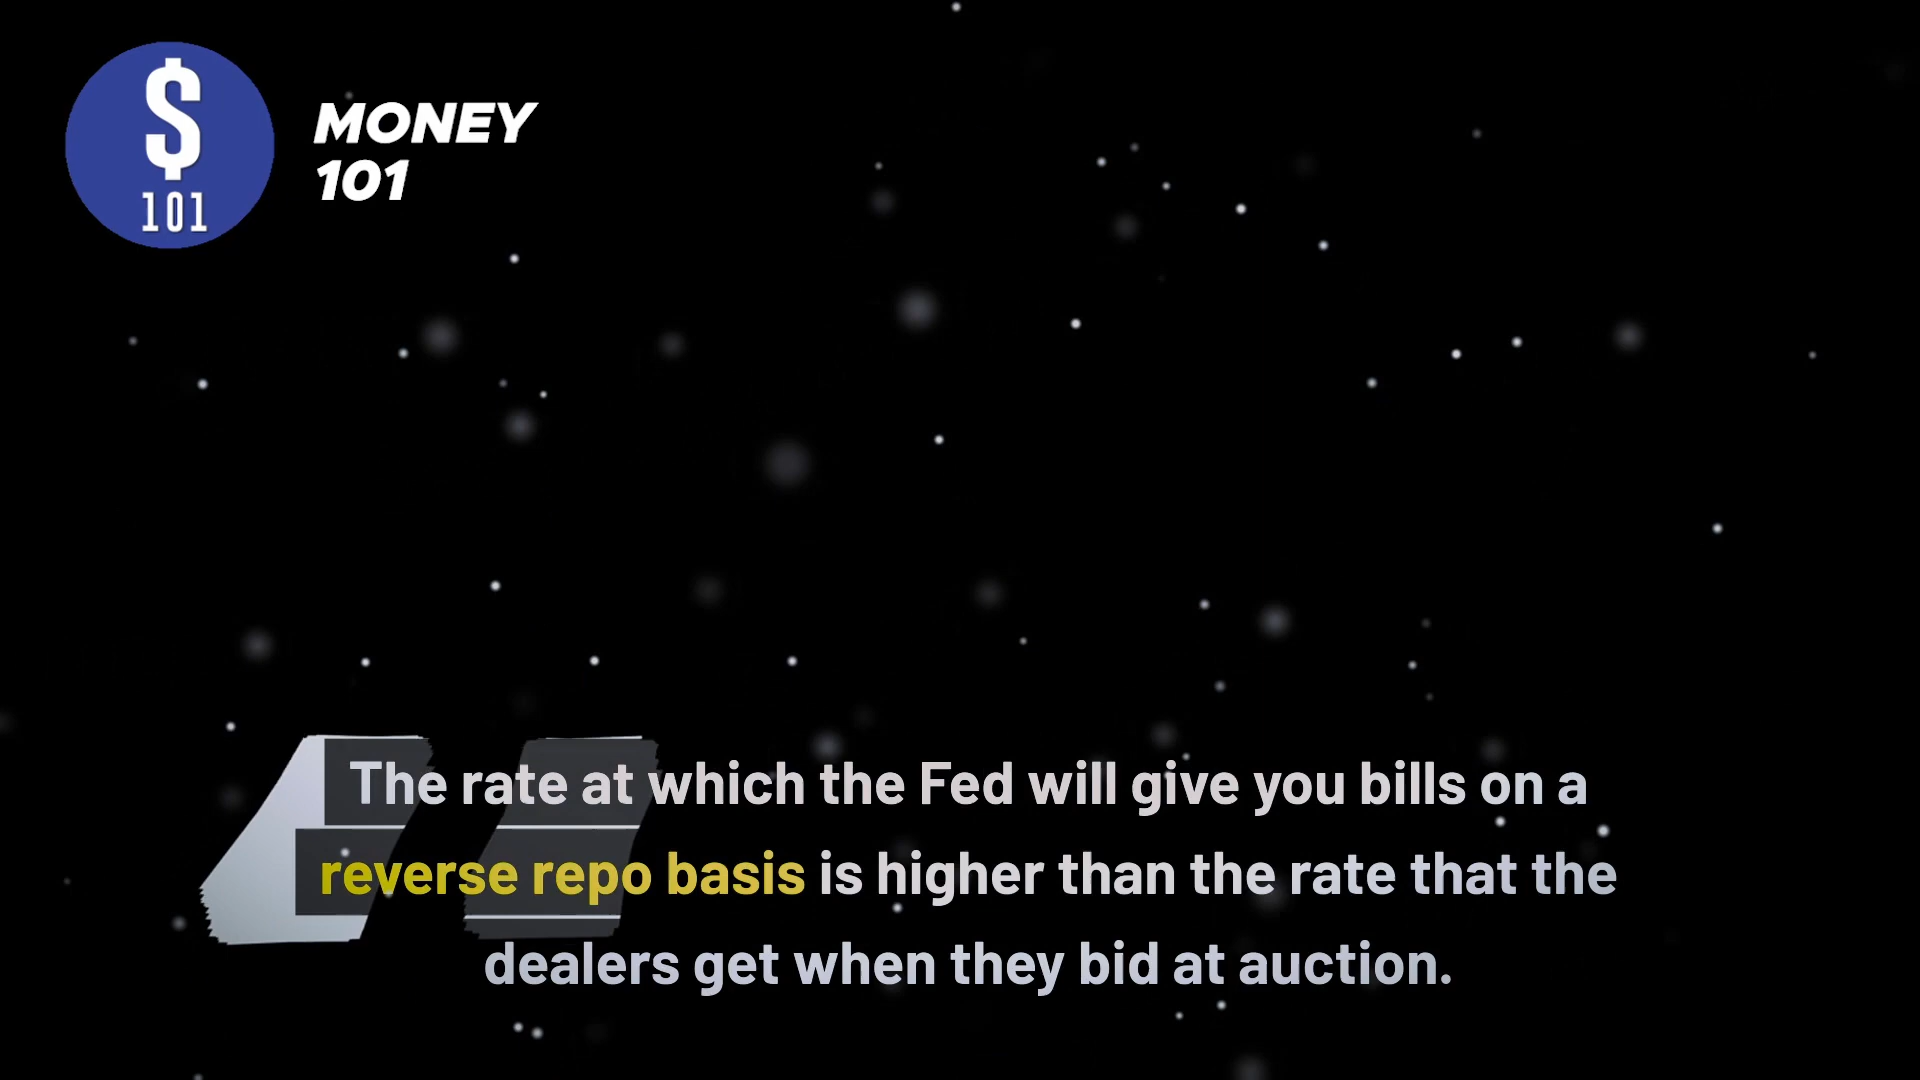 $
101
MONEY
101
The rate at which the Fed will give you bills on a
reverse repo basis is higher than the rate that the
dealers get when they bid at auction.